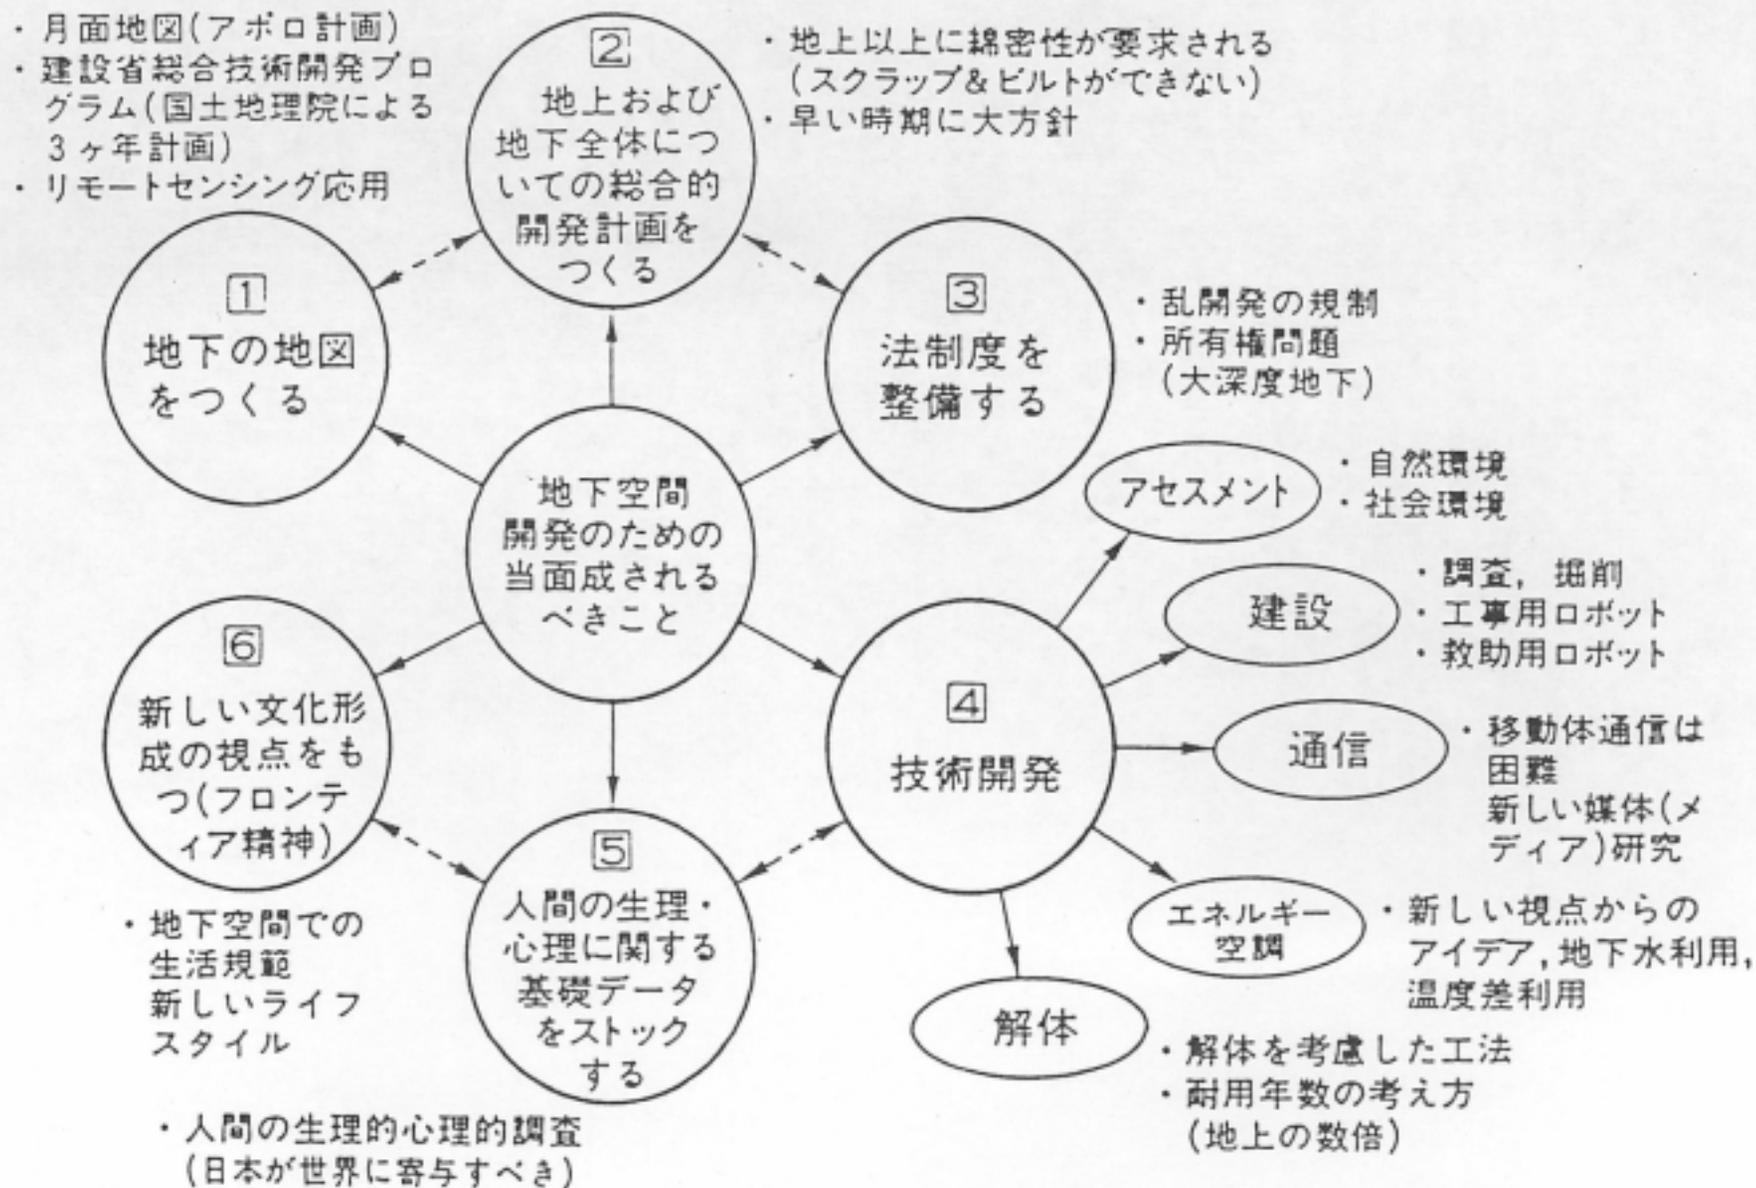 ・月面地図(アポロ計画)
・建設省総合技術開発プロ
グラム(国土地理院による
3ヶ年計画)
・リモートセンシング応用
2
地上および
地下全体につ
いての総合的
開発計画を
つくる
・地上以上に綿密性が要求される
(スクラップ&ビルトができない)
・早い時期に大方針
1
地下の地図
をつくる
3
法制度を
整備する
・乱開発の規制
・所有権問題
(大深度地下)
地下空間
開発のための
当面成される
べきこと
アセスメント
・自然環境
・社会環境
建設
・調査, 掘削
・工事用ロボット
・救助用ロボット
4
技術開発
通信
・移動体通信は
困難
新しい媒体(メ
ディア)研究
エネルギー
空調
・新しい視点からの
アイデア, 地下水利用,
温度差利用
解体
・解体を考慮した工法
・耐用年数の考え方
(地上の数倍)
6
新しい文化形
成の視点をも
つ(フロンテ
ィア精神)
・地下空間での
生活規範
新しいライフ
スタイル
5
人間の生理・
心理に関する
基礎データ
をストック
する
・人間の生理的心理的調査
(日本が世界に寄与すべき)